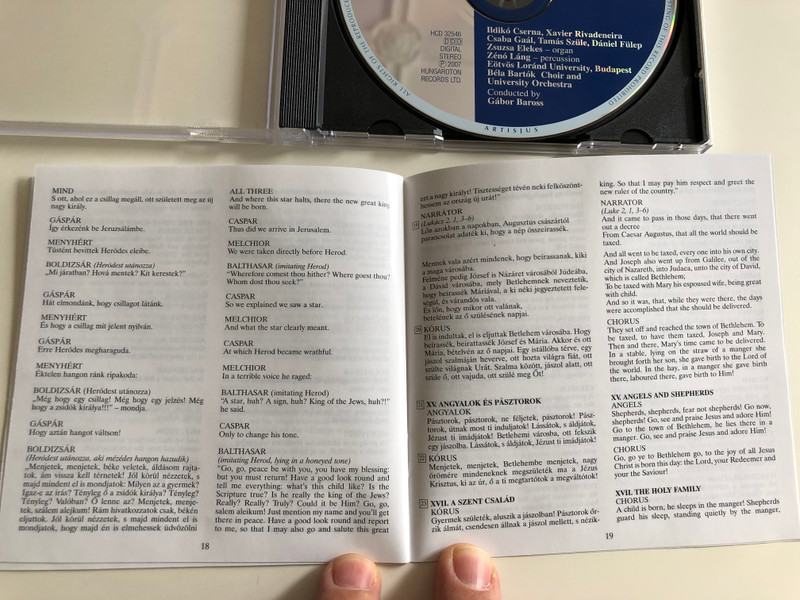 HCD 32546
DDD
DIGITAL
STEREO
Ⓟ 2007
HUNGAROTON
RECORDS LTD.
Ildikó Cserna, Xavier Rivadeneira
Csaba Gaál, Tamás Szüle, Dániel Fülep
Zsuzsa Elekes – organ
Zénó Láng – percussion
Eötvös Loránd University, Budapest
Béla Bartók Choir and
University Orchestra
Conducted by
Gábor Baross
ALL RIGHTS OF THE REPRODUCED
OF THIS RECORD PROHIBITED
ARTISJUS
MIND
S ott, ahol ez a csillag megáll, ott született meg az új
nagy király.
GÁSPÁR
Így érkezénk be Jeruzsálembe.
MENYHÉRT
Tüstént bevittek Heródes eleibe.
BOLDIZSÁR (Heródest utánozza)
„Mi járatban? Hová mentek? Kit kerestek?”
GÁSPÁR
Hát elmondánk, hogy csillagot látánk.
MENYHÉRT
És hogy a csillag mit jelent nyilván.
GÁSPÁR
Erre Heródes megharaguda.
MENYHÉRT
Éktelen hangon ránk ripakoda:
BOLDIZSÁR (Heródest utánozza)
„Még hogy egy csillag! Még hogy egy jelzés! Még
hogy a zsidók királya!!!” – mondja.
GÁSPÁR
Hogy aztán hangot váltson!
BOLDIZSÁR
(Heródest utánozza, aki mézédes hangon hazudik)
„Menjetek, menjetek, béke veletek, áldásom rajta-
tok, ám vissza kell térnetek! Jól körül nézzetek, s
majd mindent el is mondjatok: Milyen az a gyermek?
Igaz-e az írás? Tényleg ő a zsidók királya? Tényleg?
Tényleg? Valóban? Ő lenne az? Menjetek, menje-
tek, szálem alejkum! Rám hivatkozzatok csak, békén
eljuttok. Jól körül nézzetek, s majd mindent el is
mondjatok, hogy majd én is elmehessek üdvözölni
18
ALL THREE
And where this star halts, there the new great king
will be born.
CASPAR
Thus did we arrive in Jerusalem.
MELCHIOR
We were taken directly before Herod.
BALTHASAR (imitating Herod)
“Wherefore comest thou hither? Where goest thou?
Whom dost thou seek?”
CASPAR
So we explained we saw a star.
MELCHIOR
And what the star clearly meant.
CASPAR
At which Herod became wrathful.
MELCHIOR
In a terrible voice he raged:
BALTHASAR (imitating Herod)
“A star, huh? A sign, huh? King of the Jews, huh?!”
he said.
CASPAR
Only to change his tone.
BALTHASAR
(imitating Herod, lying in a honeyed tone)
“Go, go, peace be with you, you have my blessing:
but you must return! Have a good look round and
tell me everything: what's this child like? Is the
Scripture true? Is he really the king of the Jews?
Really? Really? Truly? Could it be Him? Go, go,
salem aleikum! Just mention my name and you'll get
there in peace. Have a good look round and report
to me, so that I may also go and salute this great
ezt a nagy királyt! Tisztességet tévén neki felköszönt-
hessem az ország új urát!”
NARRÁTOR
19 (Lukács 2, 1, 3–6)
Lőn azokban a napokban, Augustus császártól
parancsolat adaték ki, hogy a nép összeirassék.
Mennek vala azért mindenek, hogy beirassanak, kiki
a maga városába.
Felméne pedig József is Názáret városából Júdeába,
a Dávid városába, mely Bethlehemnek neveztetik,
hogy beirassék Máriával, a ki néki jegyeztetett fele-
ségül, és várandós vala.
És lőn, hogy mikor ott valának,
betelének az ő szülésének napjai.
20 KÓRUS
El is indultak, el is eljuttak Betlehem városába. Hogy
beírassék, beírattassék József és Mária. Akkor és ott
Mária, bételvén az ő napjai. Egy istállóba térve, egy
jászol szalmáján heverve, ott hozta világra fiát, ott
szülte világnak Urát. Szalma között, jászol alatt, ott
szüle ő, ott vajuda, ott szülé meg Őt!
21 XV. ANGYALOK ÉS PÁSZTOROK
ANGYALOK
Pásztorok, pásztorok, ne féljetek, pásztorok! Pász-
torok, útnak most ti induljatok! Lássátok, s áldjátok,
Jézust ti imádjátok! Betlehemi városba, ott fekszik
egy jászolba. Lássátok, s áldjátok, Jézust ti imádjátok!
22 KÓRUS
Menjetek, menjetek, Betlehembe menjetek, nagy
örömére mindeneknek megszületék ma a Jézus
Krisztus, ki az úr, ő a ti megtartótok a megváltótok!
23 XVII. A SZENT CSALÁD
KÓRUS
Gyermek születék, aluszik a jászolban! Pásztorok őr-
zik álmát, csendesen állnak a jászol mellett, s nézik-
king. So that I may pay him respect and greet the
new ruler of the country.”
NARRATOR
(Luke 2, 1, 3–6)
And it came to pass in those days, that there went
out a decree
From Caesar Augustus, that all the world should be
taxed.
And all went to be taxed, every one into his own city.
And Joseph also went up from Galilee, out of the
city of Nazareth, into Judaea, unto the city of David,
which is called Bethlehem;
To be taxed with Mary his espoused wife, being great
with child.
And so it was, that, while they were there, the days
were accomplished that she should be delivered.
CHORUS
They set off and reached the town of Bethlehem. To
be taxed, to have them taxed, Joseph and Mary.
Then and there, Mary's time came to be delivered.
In a stable, lying on the straw of a manger she
brought forth her son, she gave birth to the Lord of
the World. In the hay, in a manger she gave birth
there, laboured there, gave birth to Him!
XV. ANGELS AND SHEPHERDS
ANGELS
Shepherds, shepherds, fear not, shepherds! Go now,
shepherds! Go, see and praise Jesus and adore Him!
Go to the town of Bethlehem, he lies there in a
manger. Go, see and praise Jesus and adore Him!
CHORUS
Go, go ye to Bethlehem go, to the joy of all Jesus
Christ is born this day: the Lord, your Redeemer and
your the Saviour!
XVII. THE HOLY FAMILY
CHORUS
A child is born, he sleeps in the manger! Shepherds
guard his sleep, standing quietly by the manger,
19